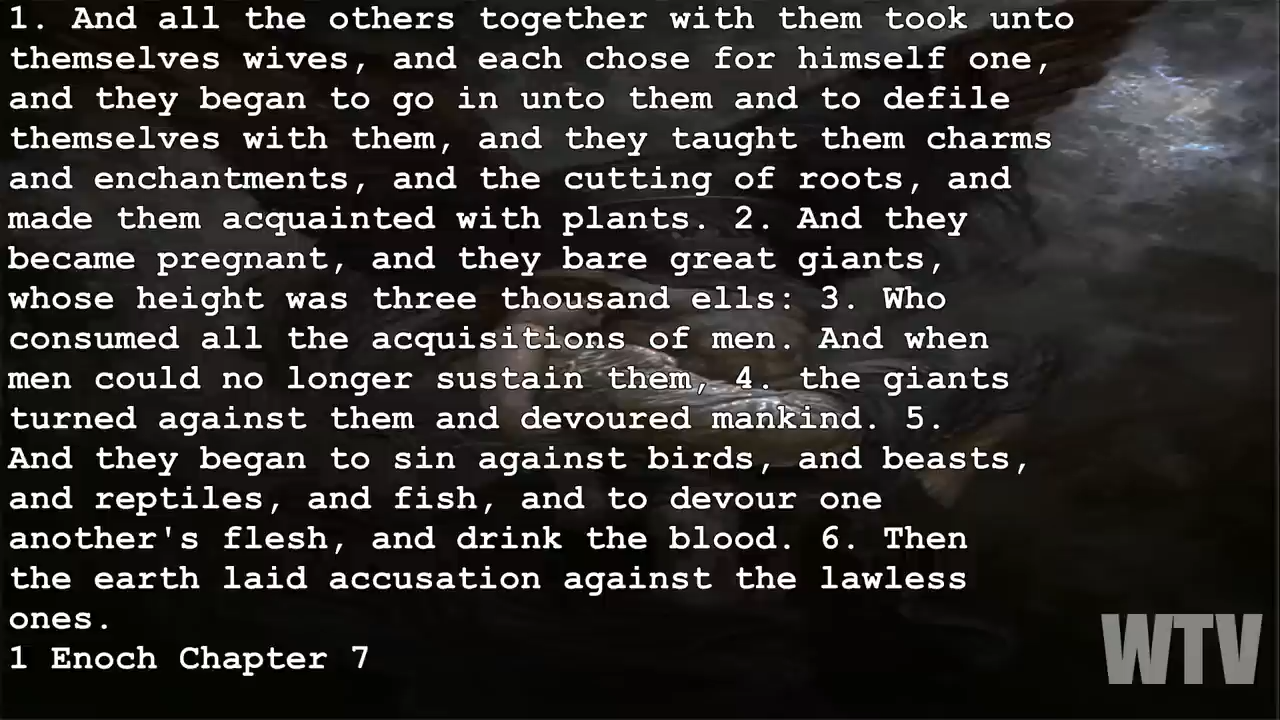 1. And all the others together with them took unto
themselves wives, and each chose for himself one,
and they began to go in unto them and to defile
themselves with them, and they taught them charms
and enchantments, and the cutting of roots, and
made them acquainted with plants. 2. And they
became pregnant, and they bare great giants,
whose height was three thousand ells: 3. Who
consumed all the acquisitions of men. And when
men could no longer sustain them, 4. the giants
turned against them and devoured mankind. 5.
And they began to sin against birds, and beasts,
and reptiles, and fish, and to devour one
another's flesh, and drink the blood. 6. Then
the earth laid accusation against the lawless
ones.
1 Enoch Chapter 7
WTV